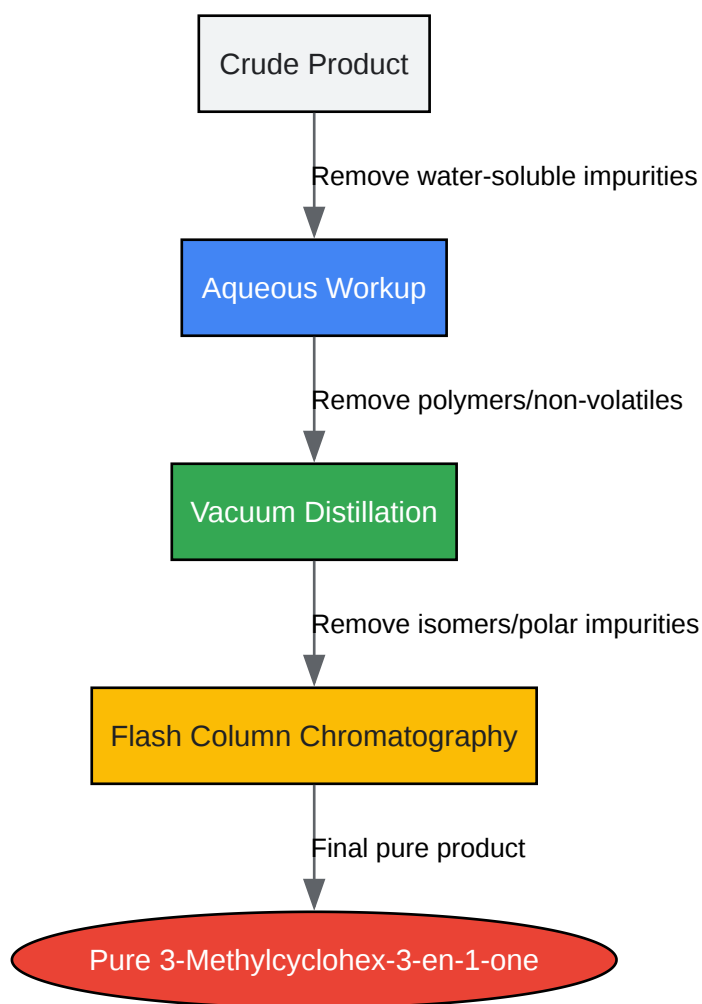 Crude Product
Remove water-soluble impurities
Aqueous Workup
Remove polymers/non-volatiles
Vacuum Distillation
Remove isomers/polar impurities
Flash Column Chromatography
Final pure product
Pure 3-Methylcyclohex-3-en-1-one